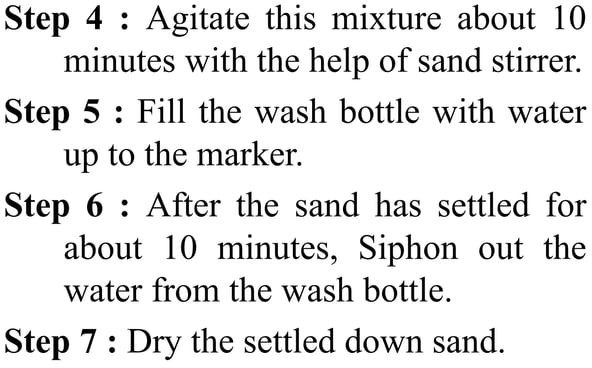 Step 4 : Agitate this mixture about 10
minutes with the help of sand stirrer.
Step 5 : Fill the wash bottle with water
up to the marker.
Step 6 : After the sand has settled for
about 10 minutes, Siphon out the
water from the wash bottle.
Step 7 : Dry the settled down sand.